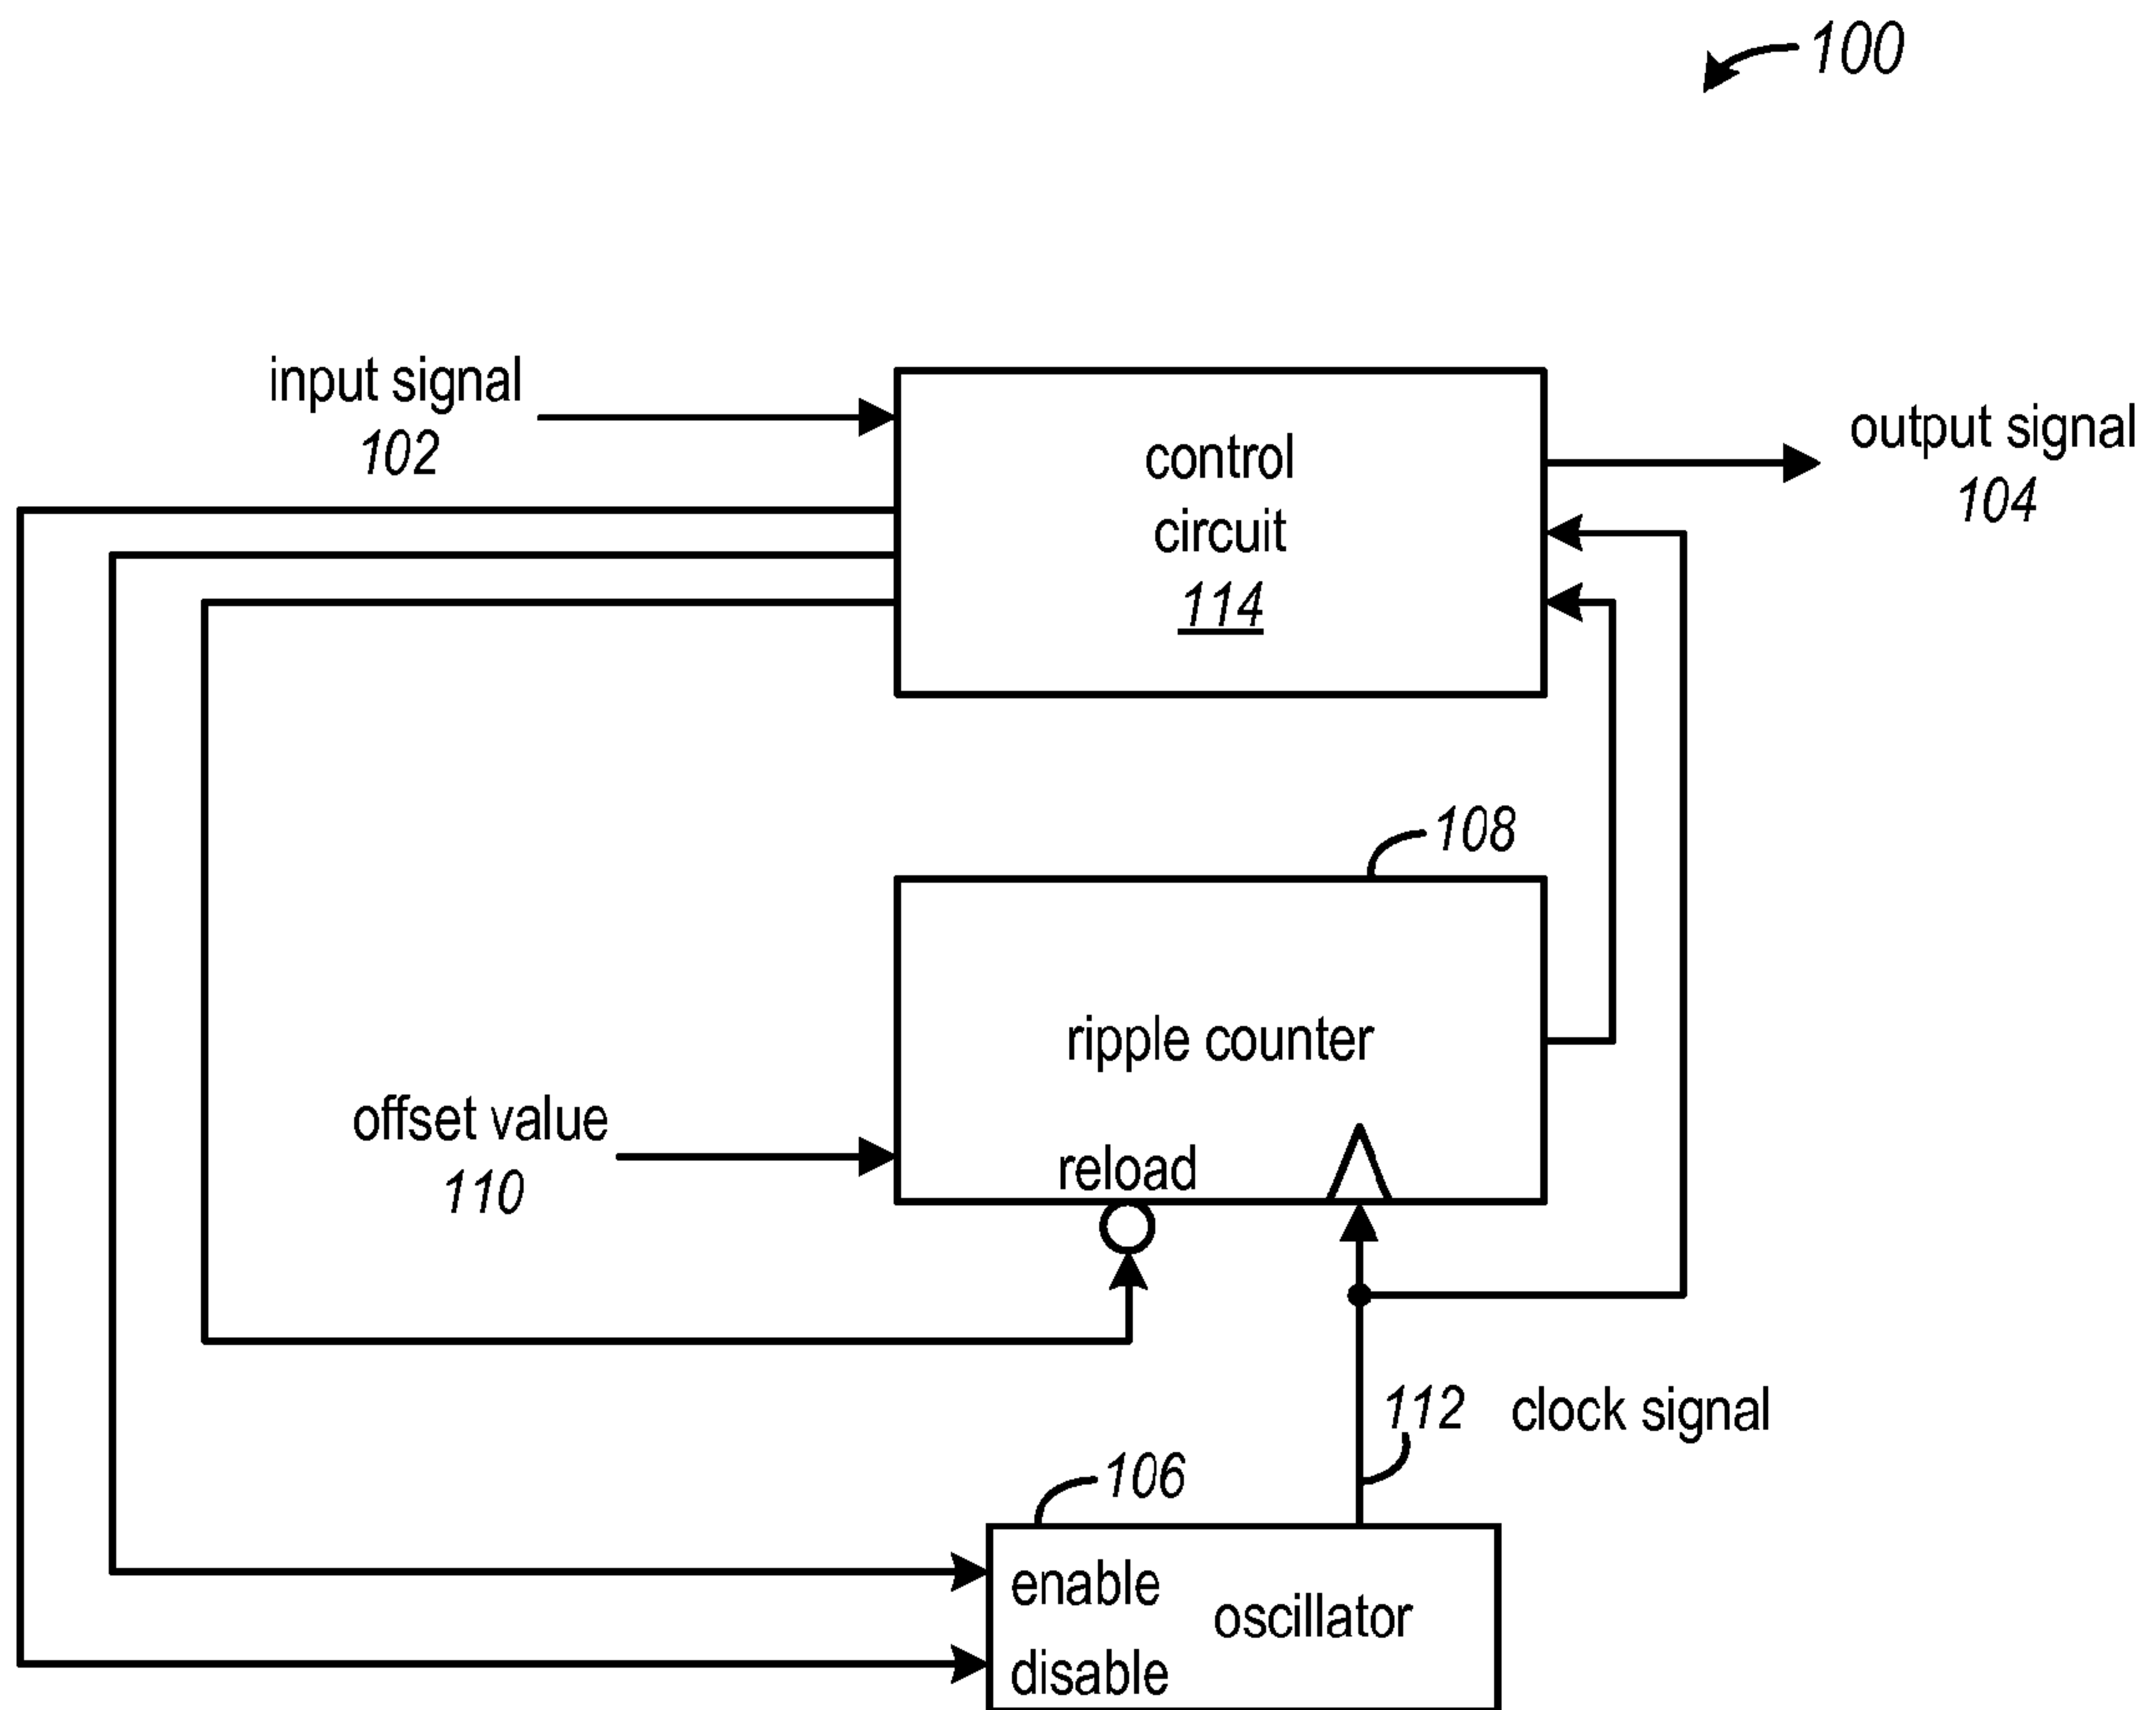 100
input signal
102
control
circuit
114
output signal
104
108
ripple counter
offset value
110
reload
112 clock signal
106
enable
oscillator
disable